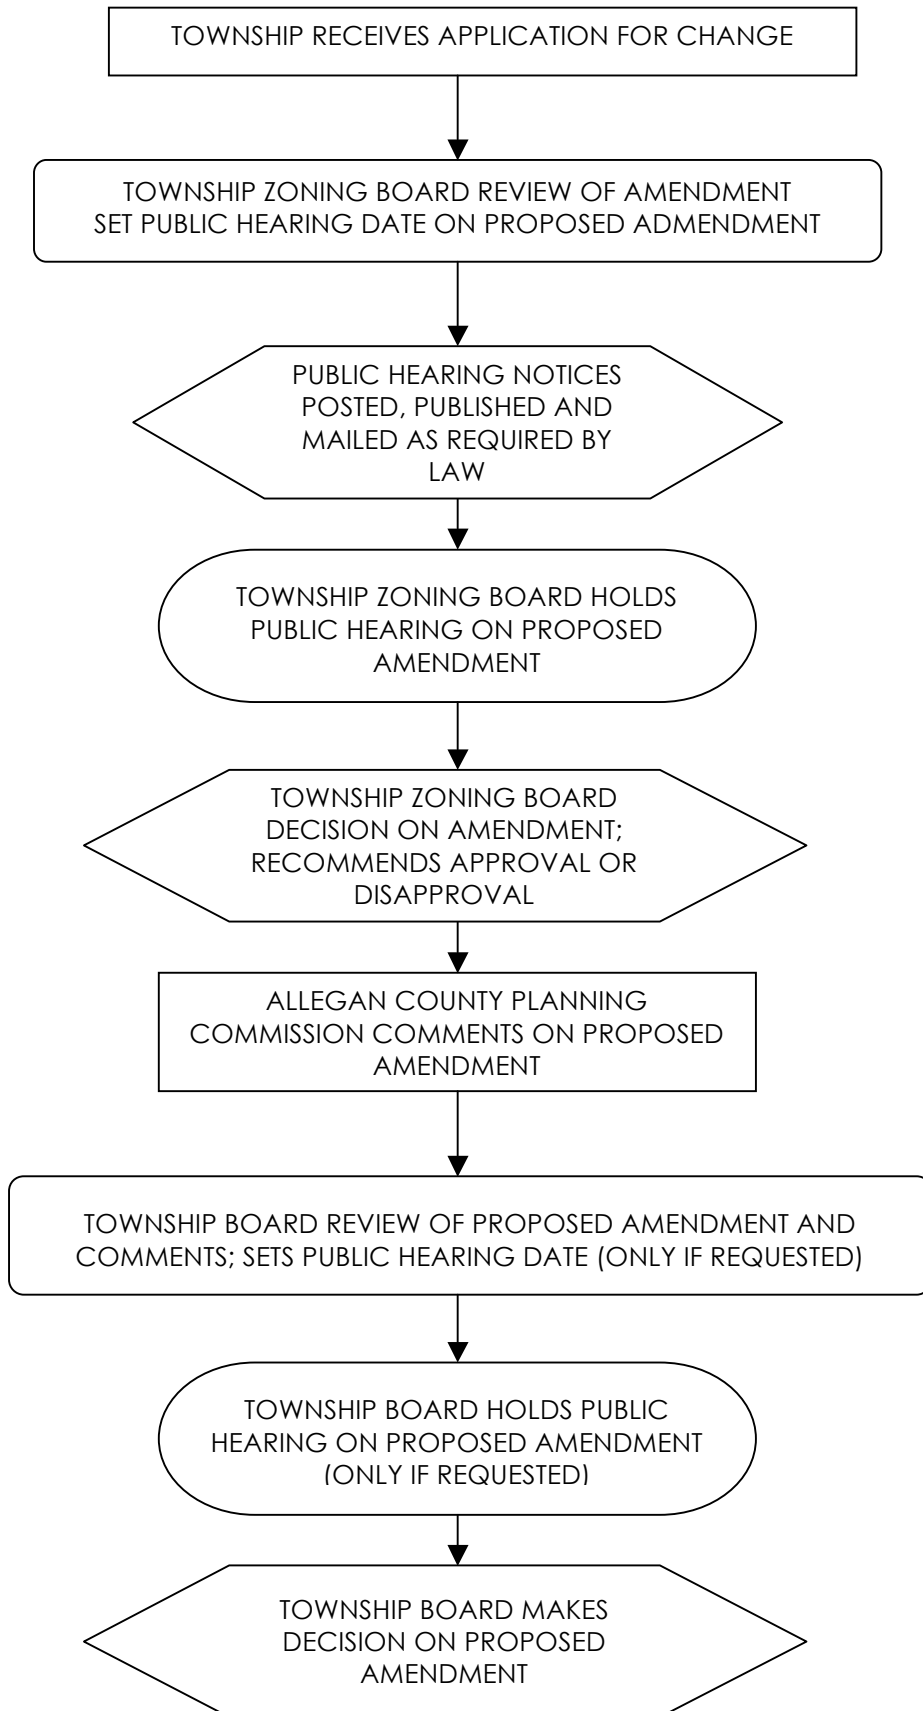 TOWNSHIP RECEIVES APPLICATION FOR CHANGE
TOWNSHIP ZONING BOARD REVIEW OF AMENDMENT
SET PUBLIC HEARING DATE ON PROPOSED ADMENDMENT
PUBLIC HEARING NOTICES
POSTED, PUBLISHED AND
MAILED AS REQUIRED BY
LAW
TOWNSHIP ZONING BOARD HOLDS
PUBLIC HEARING ON PROPOSED
AMENDMENT
TOWNSHIP ZONING BOARD
DECISION ON AMENDMENT;
RECOMMENDS APPROVAL OR
DISAPPROVAL
ALLEGAN COUNTY PLANNING
COMMISSION COMMENTS ON PROPOSED
AMENDMENT
TOWNSHIP BOARD REVIEW OF PROPOSED AMENDMENT AND
COMMENTS; SETS PUBLIC HEARING DATE (ONLY IF REQUESTED)
TOWNSHIP BOARD HOLDS PUBLIC
HEARING ON PROPOSED AMENDMENT
(ONLY IF REQUESTED)
TOWNSHIP BOARD MAKES
DECISION ON PROPOSED
AMENDMENT